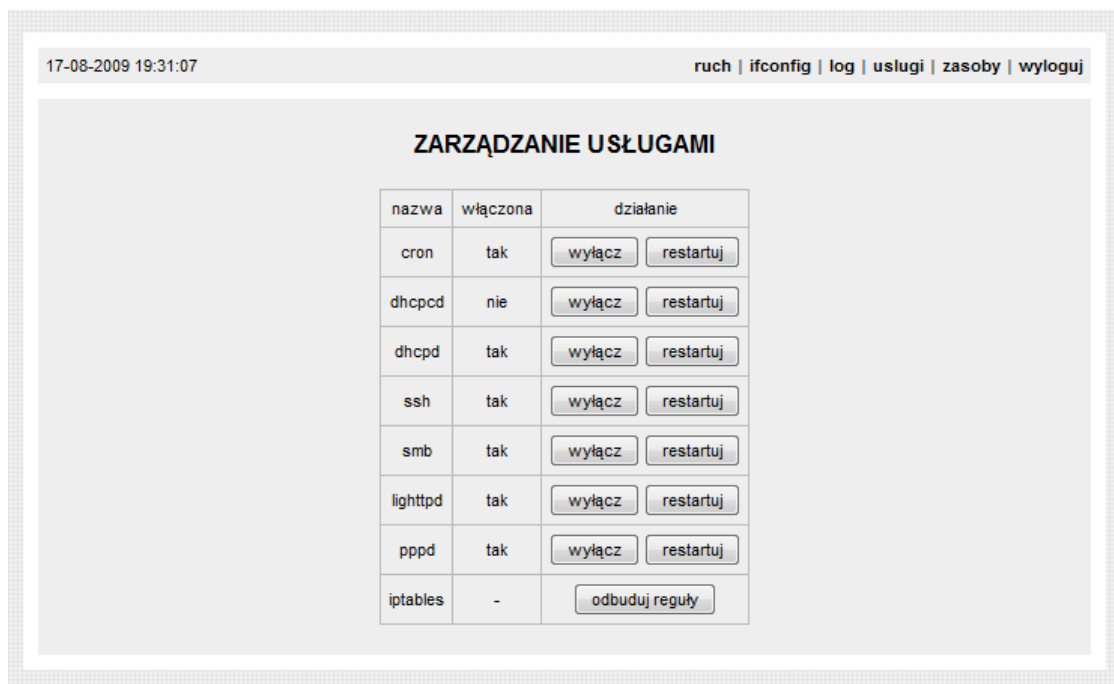 17-08-2009 19:31:07 ruch | ifconfig | log | uslugi | zasoby | wyloguj
ZARZĄDZANIE USŁUGAMI
nazwa włączona działanie
cron tak wyłącz restartuj
dhcpcd nie wyłącz restartuj
dhcpd tak wyłącz restartuj
ssh tak wyłącz restartuj
smb tak wyłącz restartuj
lighttpd tak wyłącz restartuj
pppd tak wyłącz restartuj
iptables - odbuduj reguły